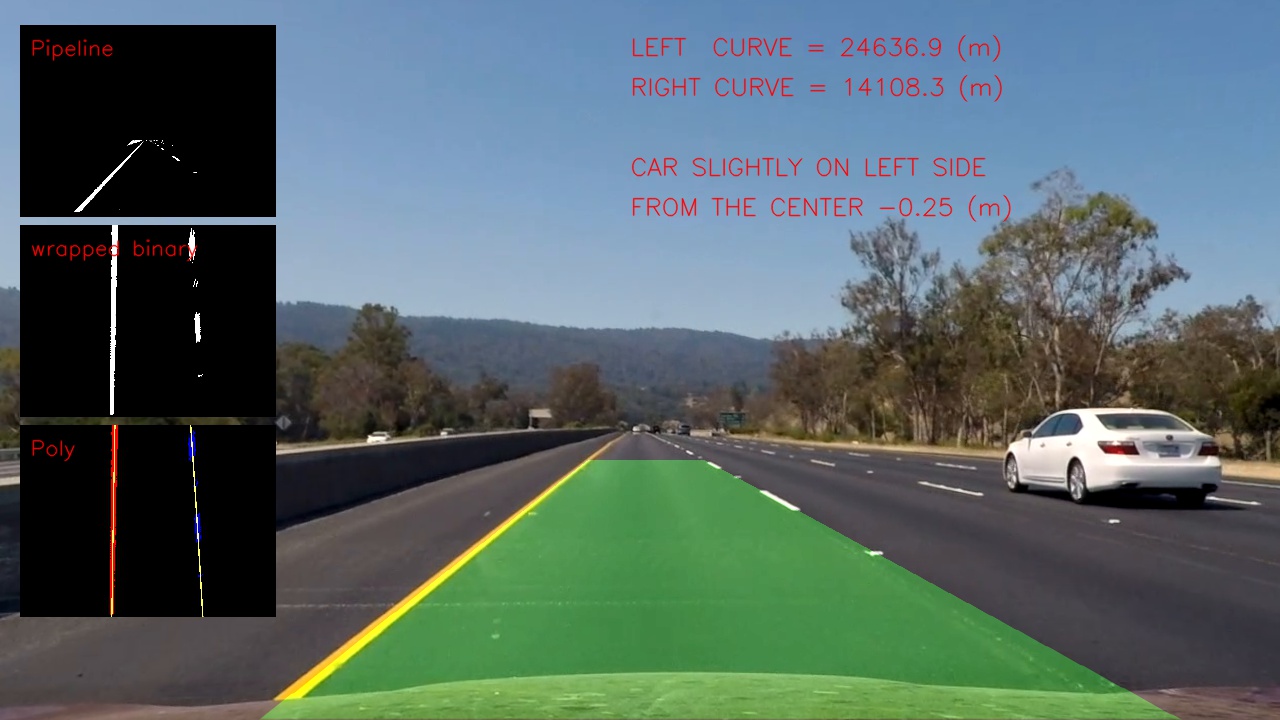 Pipeline
LEFT CURVE = 24636.9 (m)
RIGHT CURVE = 14108.3 (m)
CAR SLIGHTLY ON LEFT SIDE
FROM THE CENTER -0.25 (m)
wrapped binary
Poly